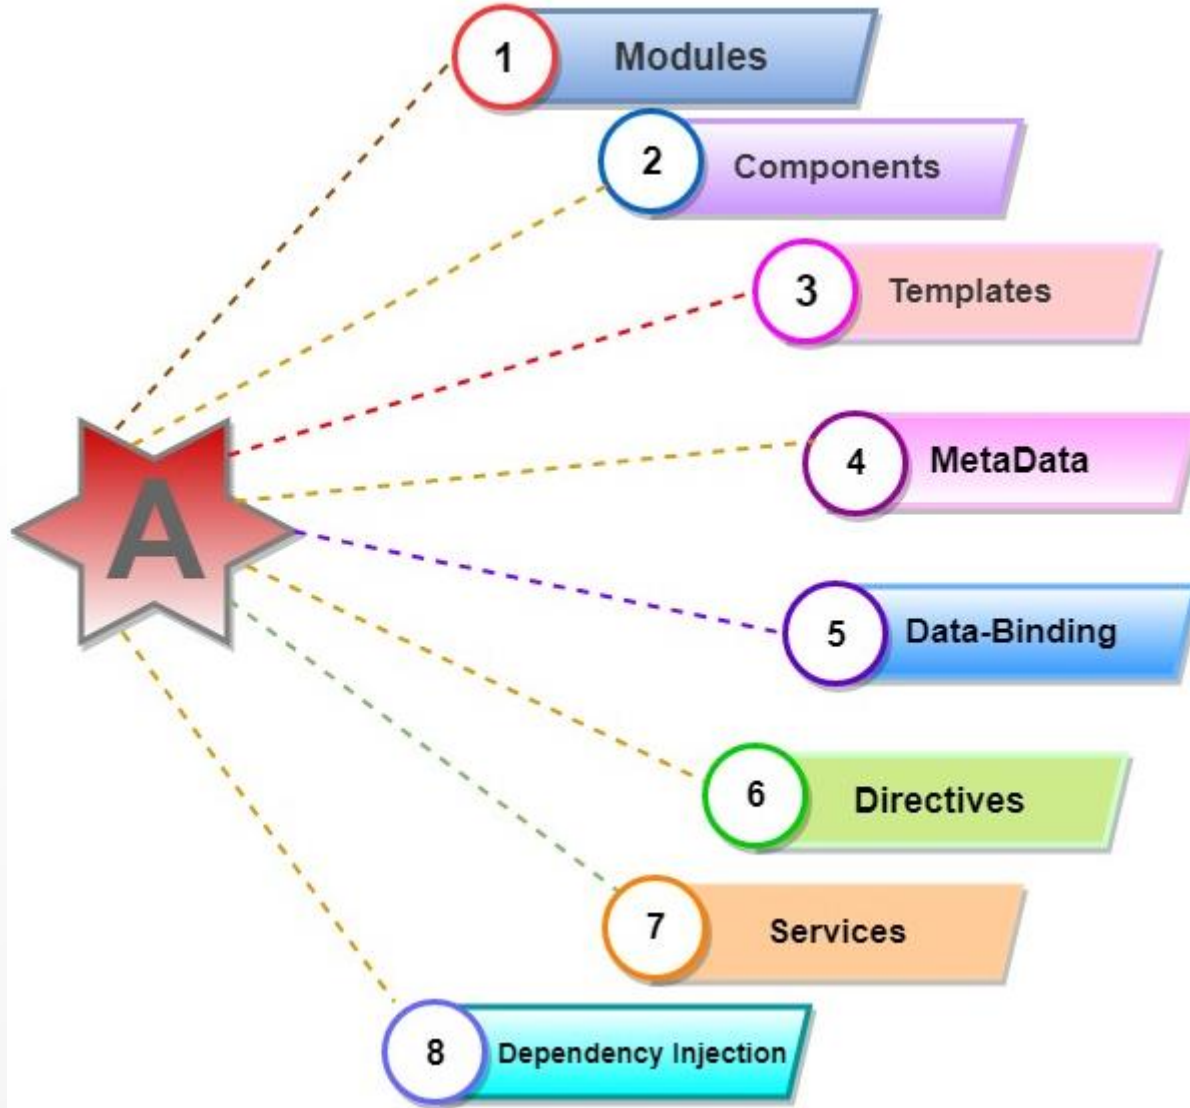 1 Modules
2 Components
3 Templates
A
4 MetaData
5 Data-Binding
6 Directives
7 Services
8 Dependency Injection